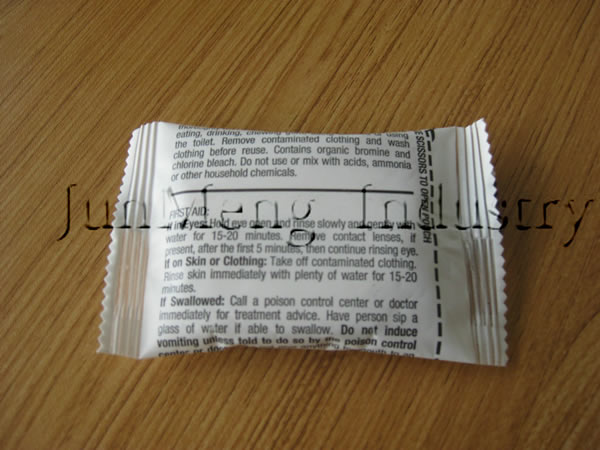 eating, drinking, chewing
using
the toilet. Remove contaminated clothing and wash
clothing before reuse. Contains organic bromine and
chlorine bleach. Do not use or mix with acids, ammonia
or other household chemicals.
FIRST AID:
If in Eyes: Hold eye open and rinse slowly and gently with
water for 15-20 minutes. Remove contact lenses, if
present, after the first 5 minutes, then continue rinsing eye.
If on Skin or Clothing: Take off contaminated clothing.
Rinse skin immediately with plenty of water for 15-20
minutes.
If Swallowed: Call a poison control center or doctor
immediately for treatment advice. Have person sip a
glass of water if able to swallow. Do not induce
vomiting unless told to do so by the poison control
center or
SCISSORS TO OPEN POUCH
JunMeng Industry